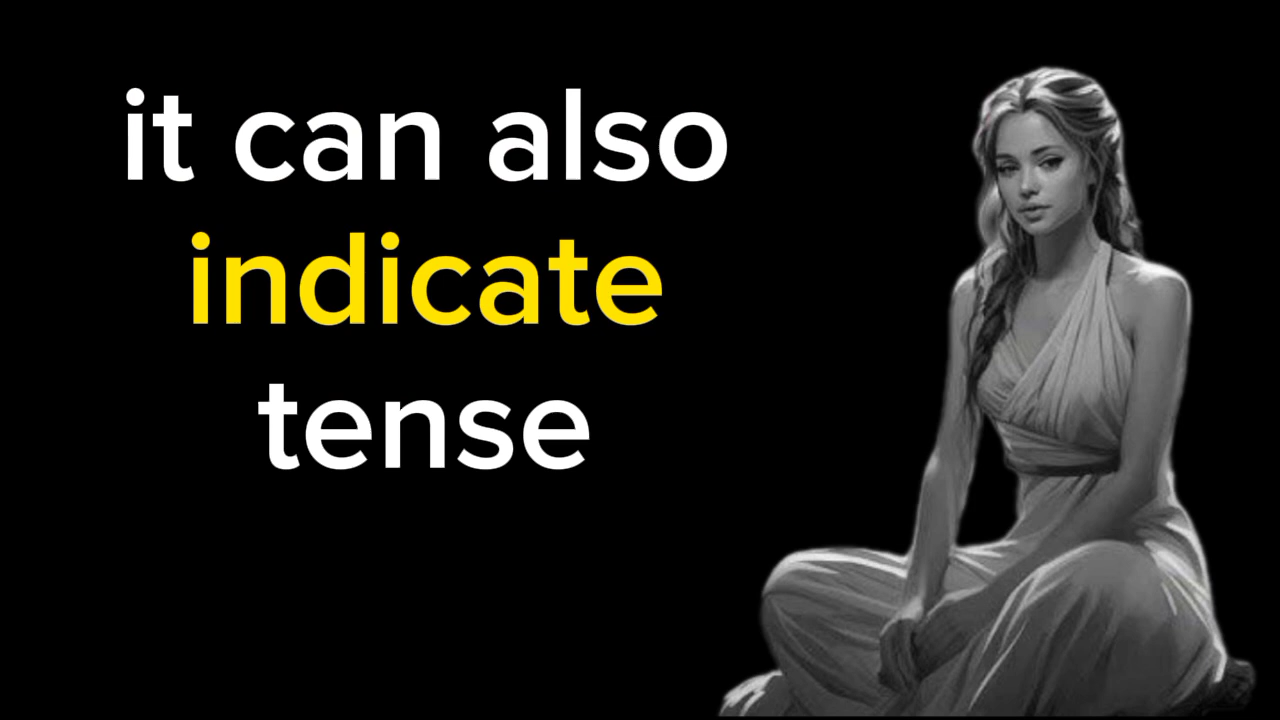 it can also
indicate
tense